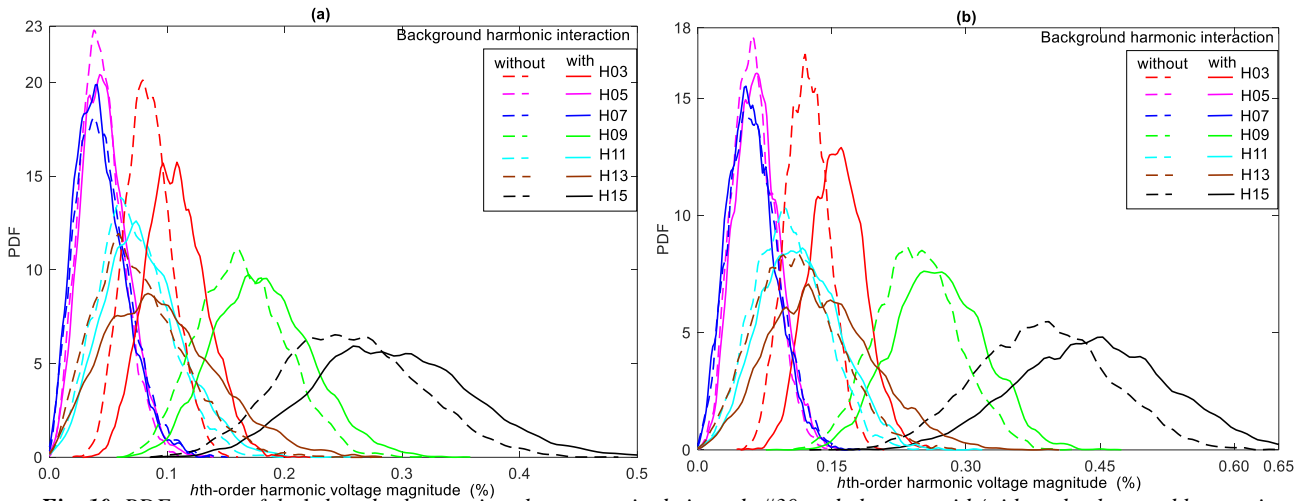 (a)
23
20
15
10
5
0
PDF
0
0.1
0.2
0.3
0.4
0.5
hth-order harmonic voltage magnitude (%)
Background harmonic interaction
without with
H03
H05
H07
H09
H11
H13
H15
(b)
18
15
10
5
0
PDF
0.0
0.15
0.30
0.45
0.60
0.65
hth-order harmonic voltage magnitude (%)
Background harmonic interaction
without with
H03
H05
H07
H09
H11
H13
H15